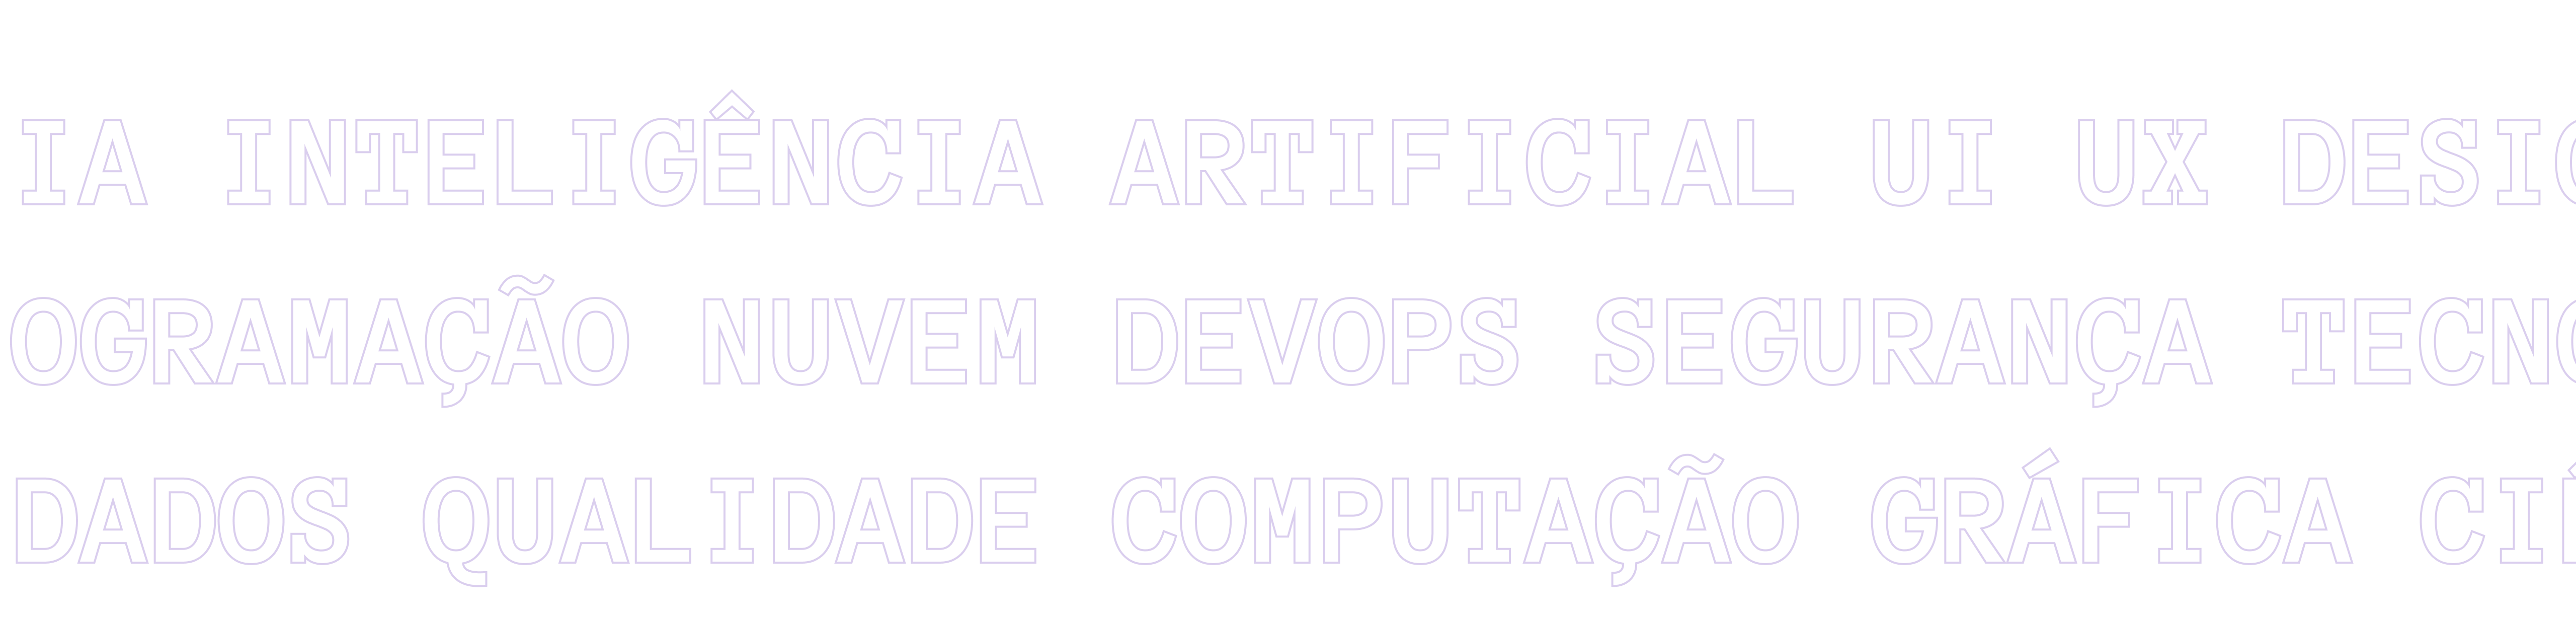 IA INTELIGÊNCIA ARTIFICIAL UI UX DESIG
OGRAMAÇÃO NUVEM DEVOPS SEGURANÇA TECNO
DADOS QUALIDADE COMPUTAÇÃO GRÁFICA CIÊ